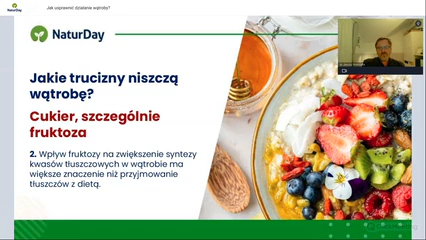 NaturDay
Jak usprawnić działanie wątroby?
NaturDay
Jakie trucizny niszczą
wątrobę?
Cukier, szczególnie
fruktoza
2. Wpływ fruktozy na zwiększenie syntezy
kwasów tłuszczowych w wątrobie ma
większe znaczenie niż przyjmowanie
tłuszczów z dietą.